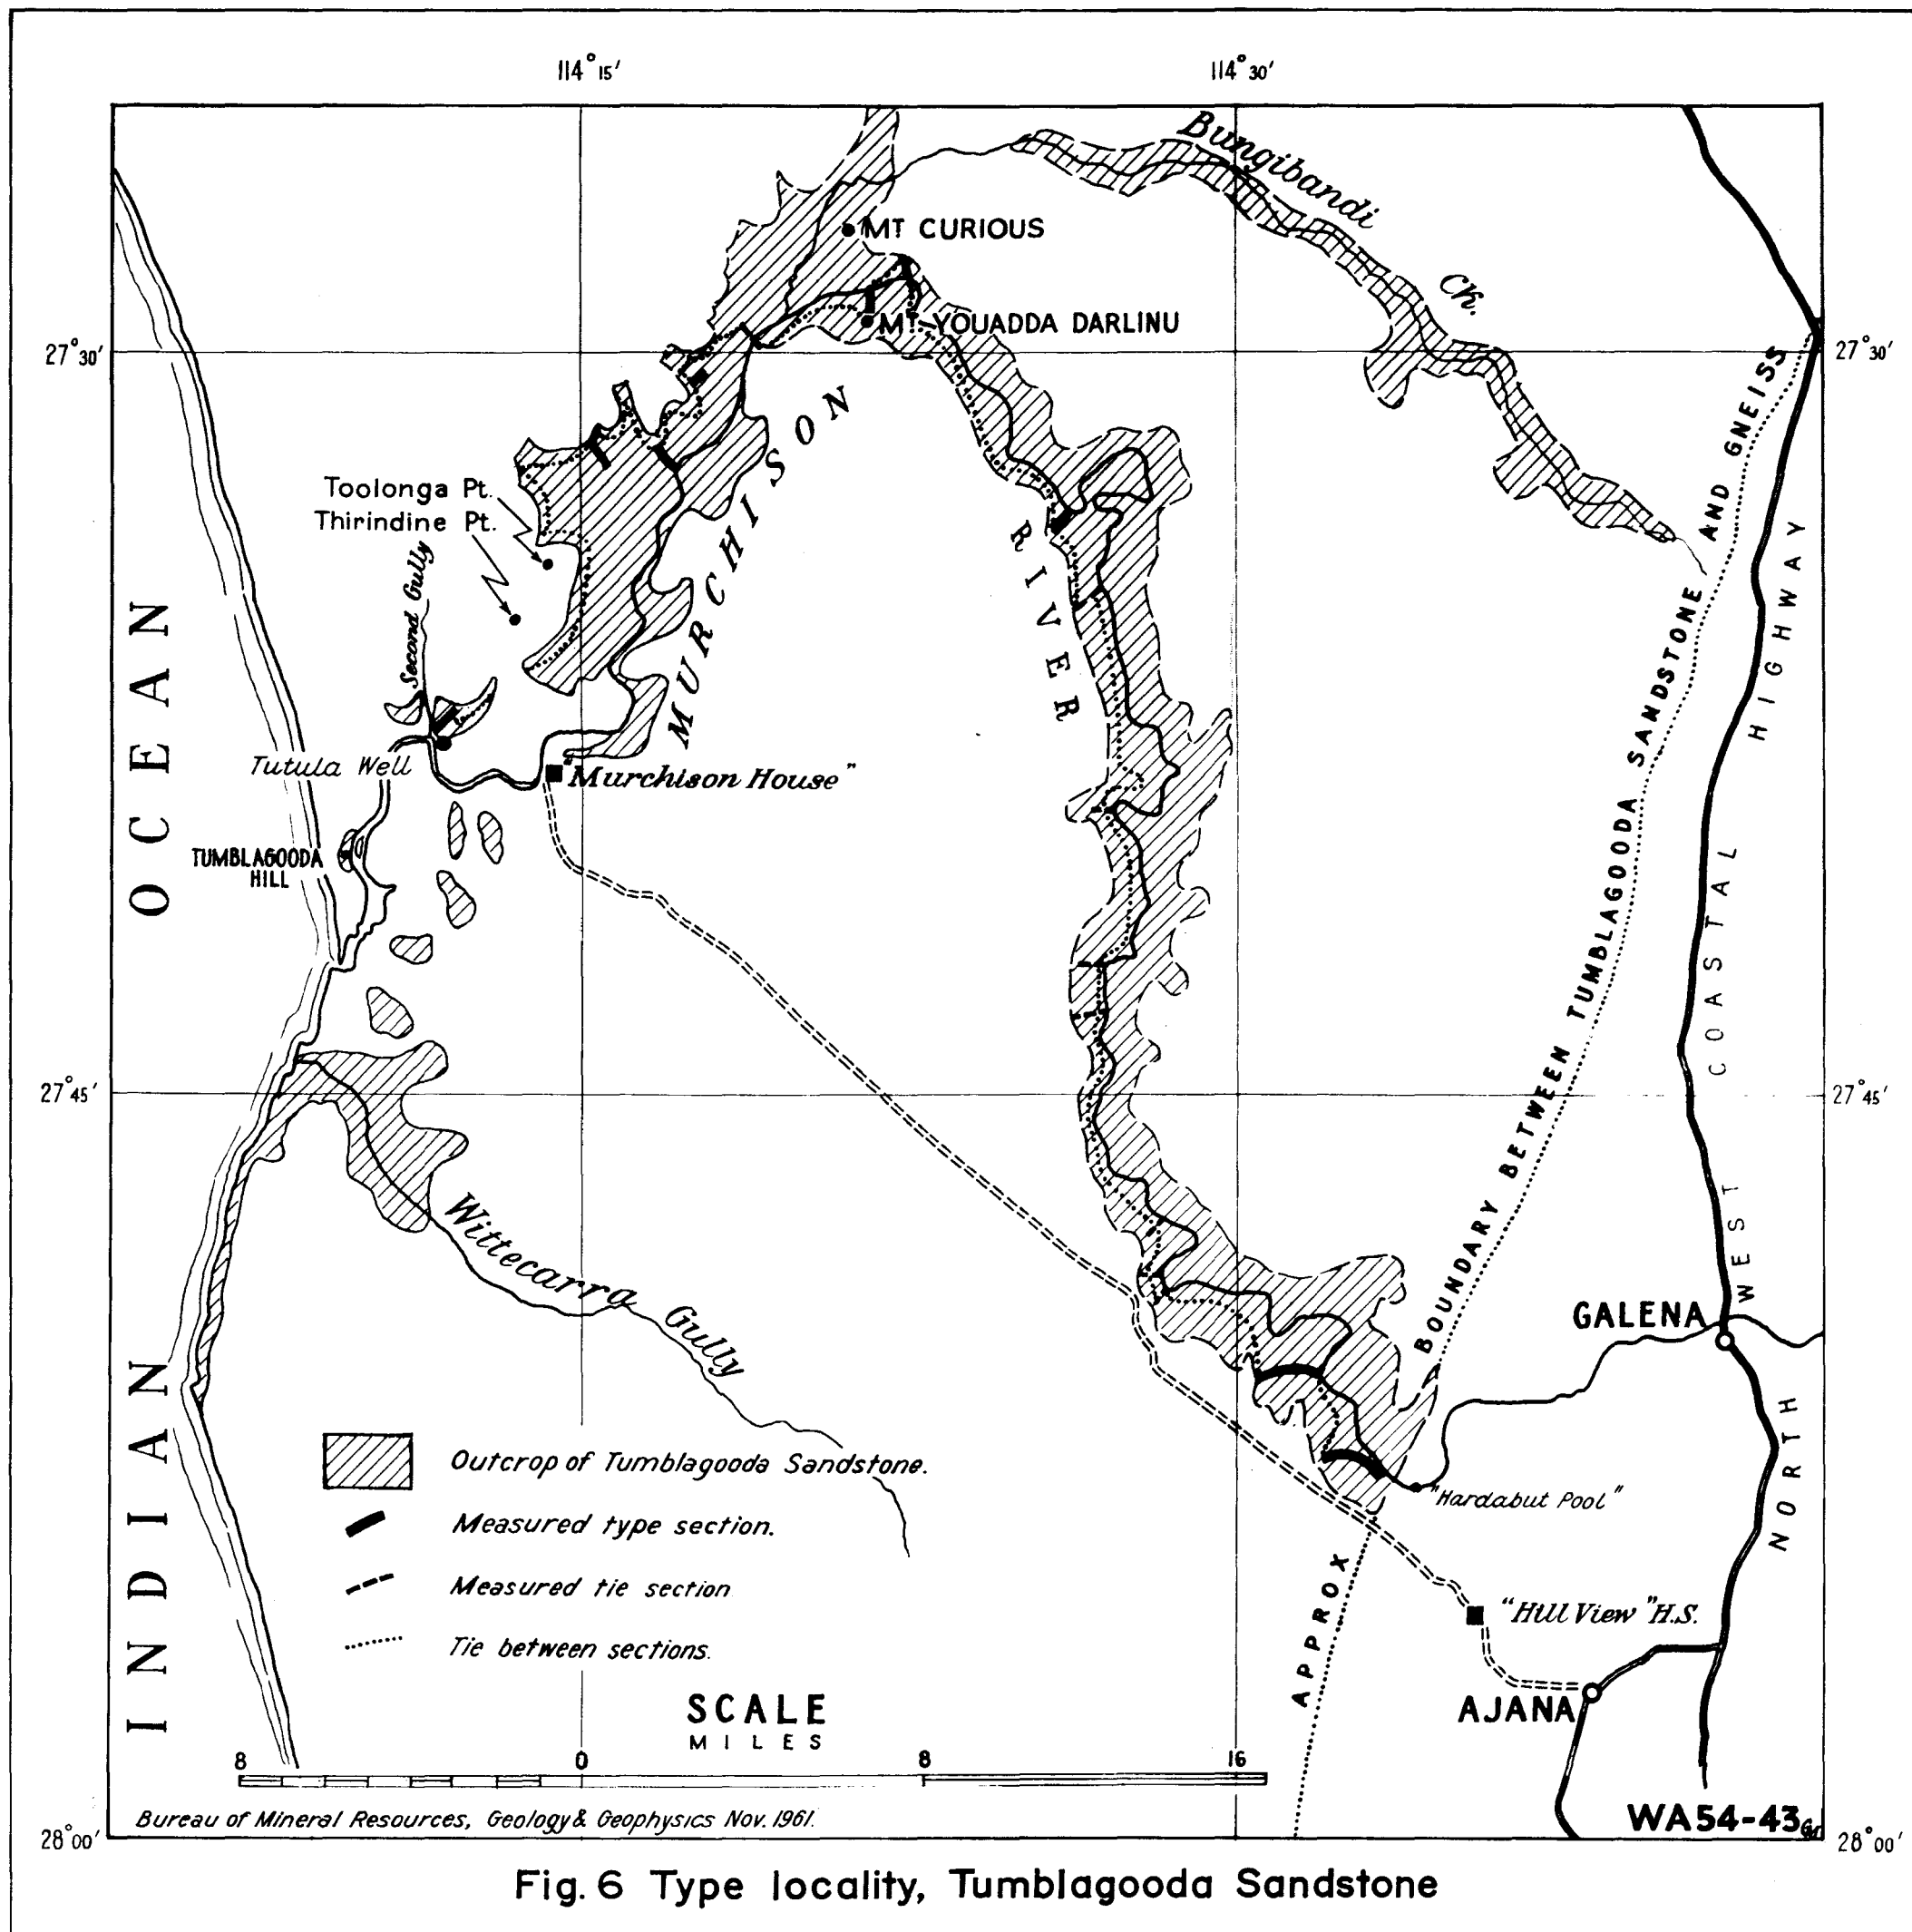 114°15′
114°30′
Bungibandi
Ck.
MT CURIOUS
MT YOUADDA DARLINU
27°30′
27°30′
MURCHISON
RIVER
Toolonga Pt.
Thirindine Pt.
Second Gully
Tutula Well
"Murchison House"
TUMBLAGOODA
HILL
INDIAN OCEAN
BOUNDARY BETWEEN TUMBLAGOODA SANDSTONE AND GNEISS
APPROX
NORTH WEST COASTAL HIGHWAY
27°45′
27°45′
Wittecarra Gully
GALENA
"Hardabut Pool"
"Hill View" H.S.
AJANA
Outcrop of Tumblagooda Sandstone.
Measured type section.
Measured tie section
Tie between sections.
SCALE
MILES
8 0 8 16
Bureau of Mineral Resources, Geology & Geophysics Nov. 1961.
WA54-43
28°00′
28°00′
Fig. 6 Type locality, Tumblagooda Sandstone